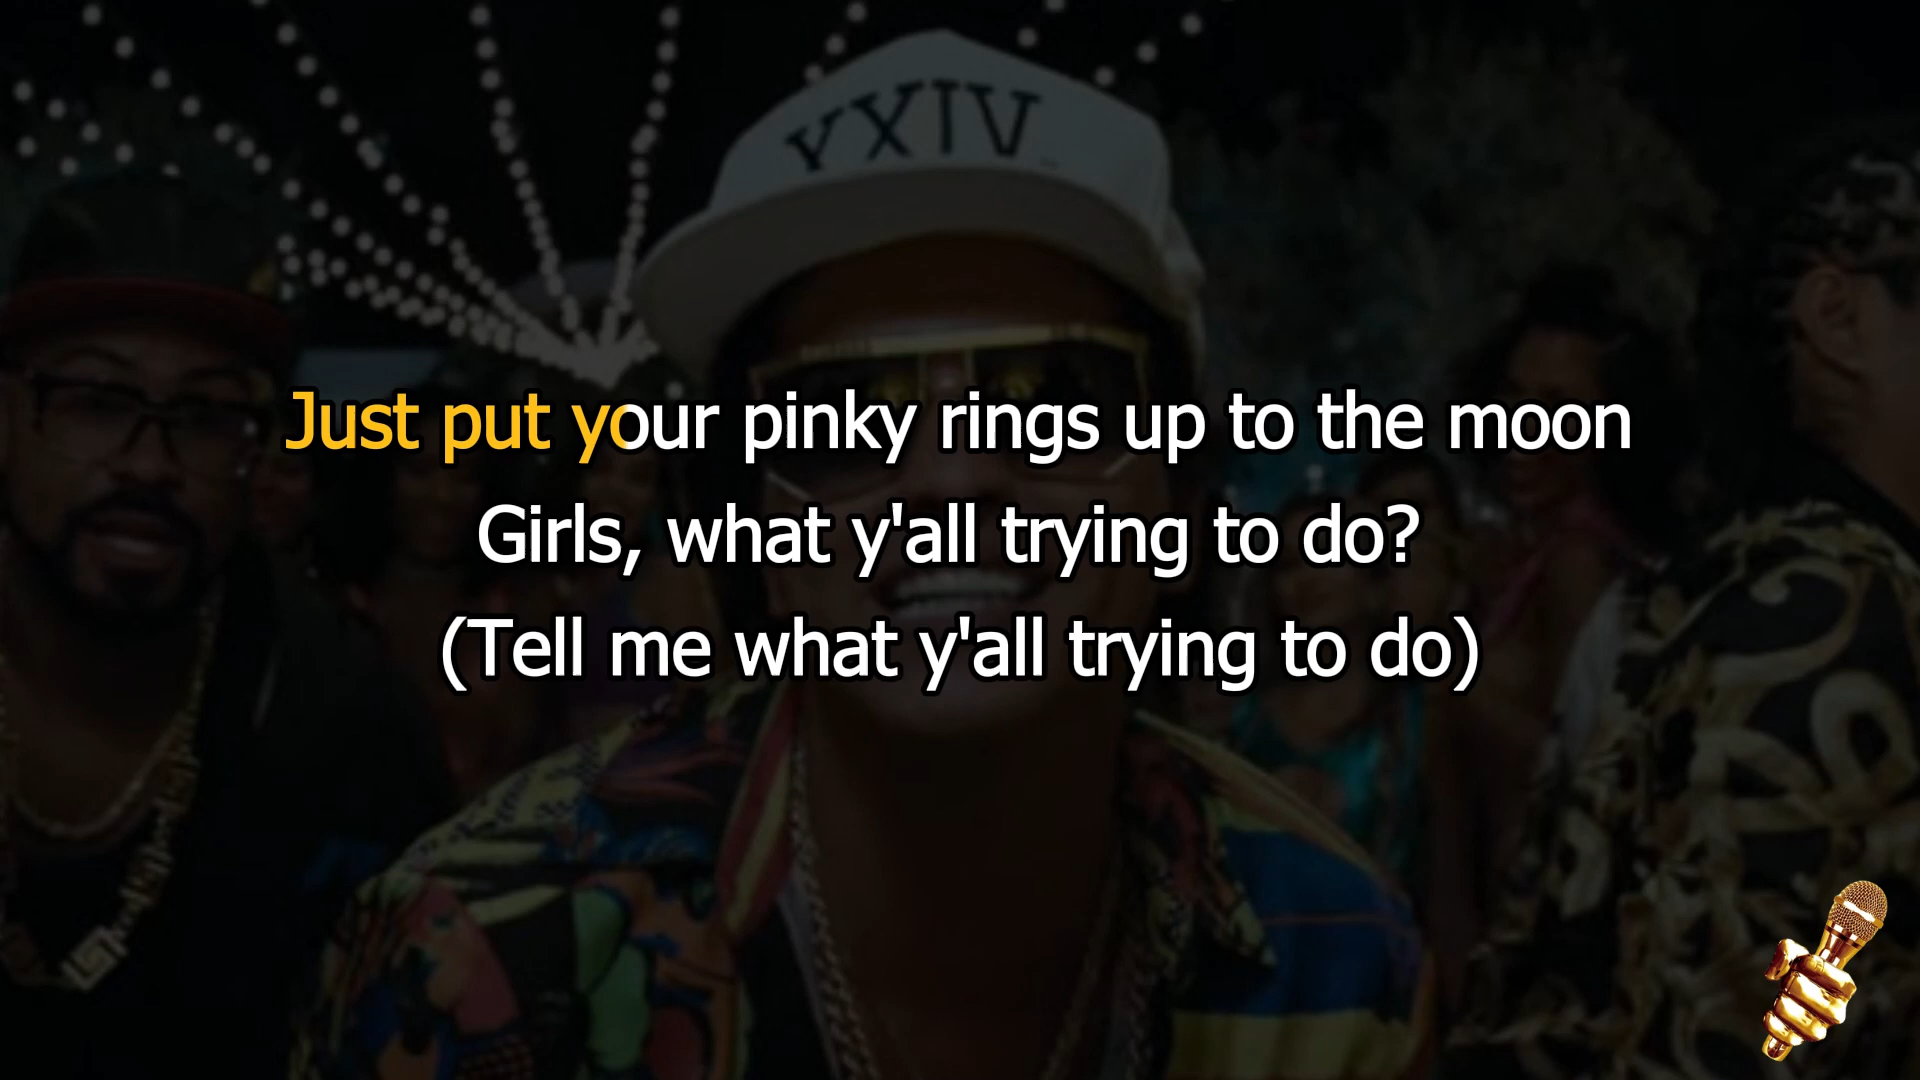 YXIV
Just put your pinky rings up to the moon
Girls, what y'all trying to do?
(Tell me what y'all trying to do)